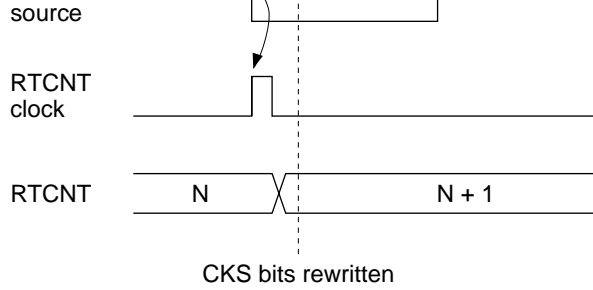 source
RTCNT
clock
RTCNT
N
N + 1
CKS bits rewritten